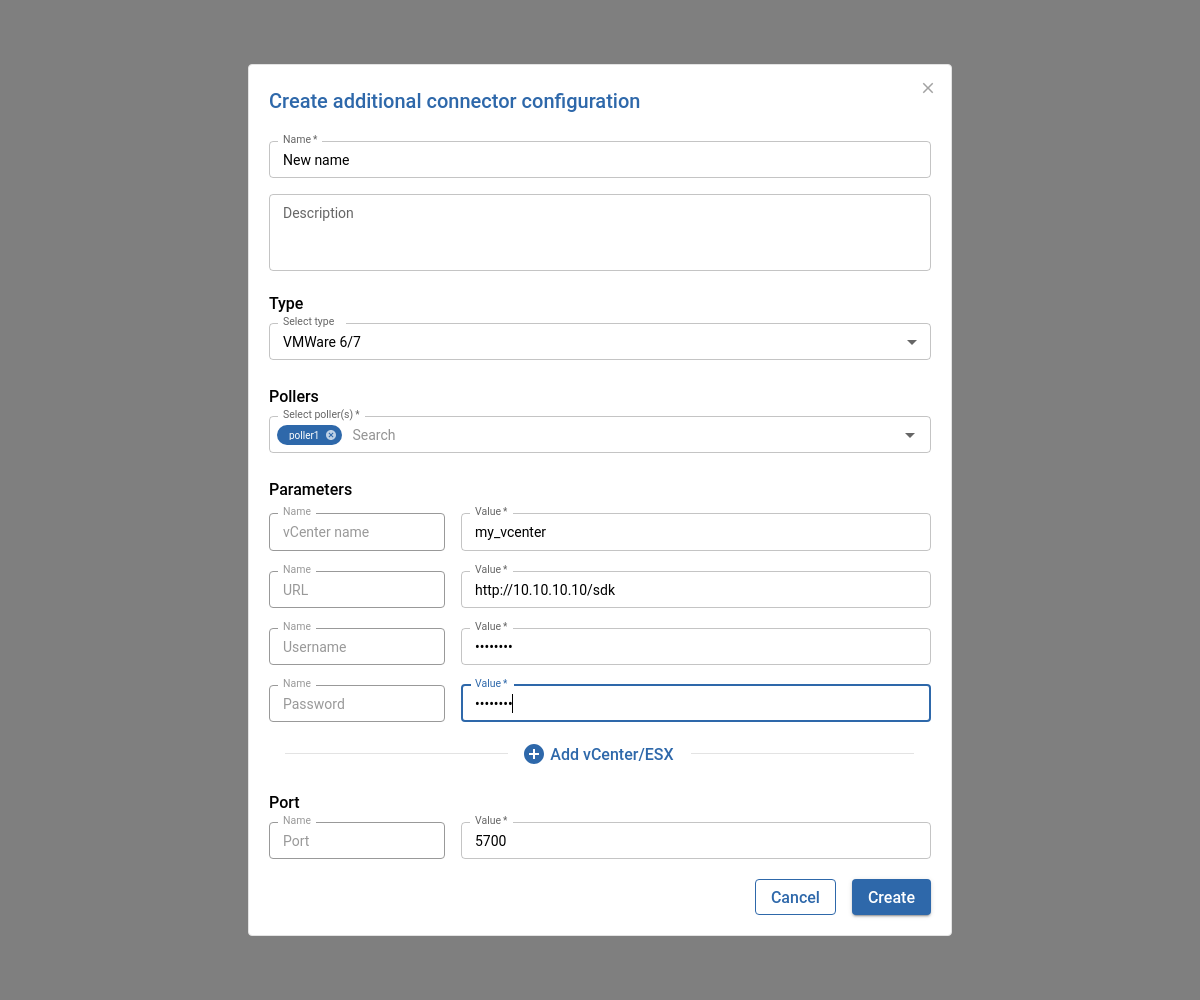 Create additional connector configuration
Name *
New name
Description
Type
Select type
VMWare 6/7
Pollers
Select poller(s) *
poller1 Search
Parameters
Name Value *
vCenter name my_vcenter
Name Value *
URL http://10.10.10.10/sdk
Name Value *
Username ••••••••
Name Value *
Password ••••••••
Add vCenter/ESX
Port
Name Value *
Port 5700
Cancel Create